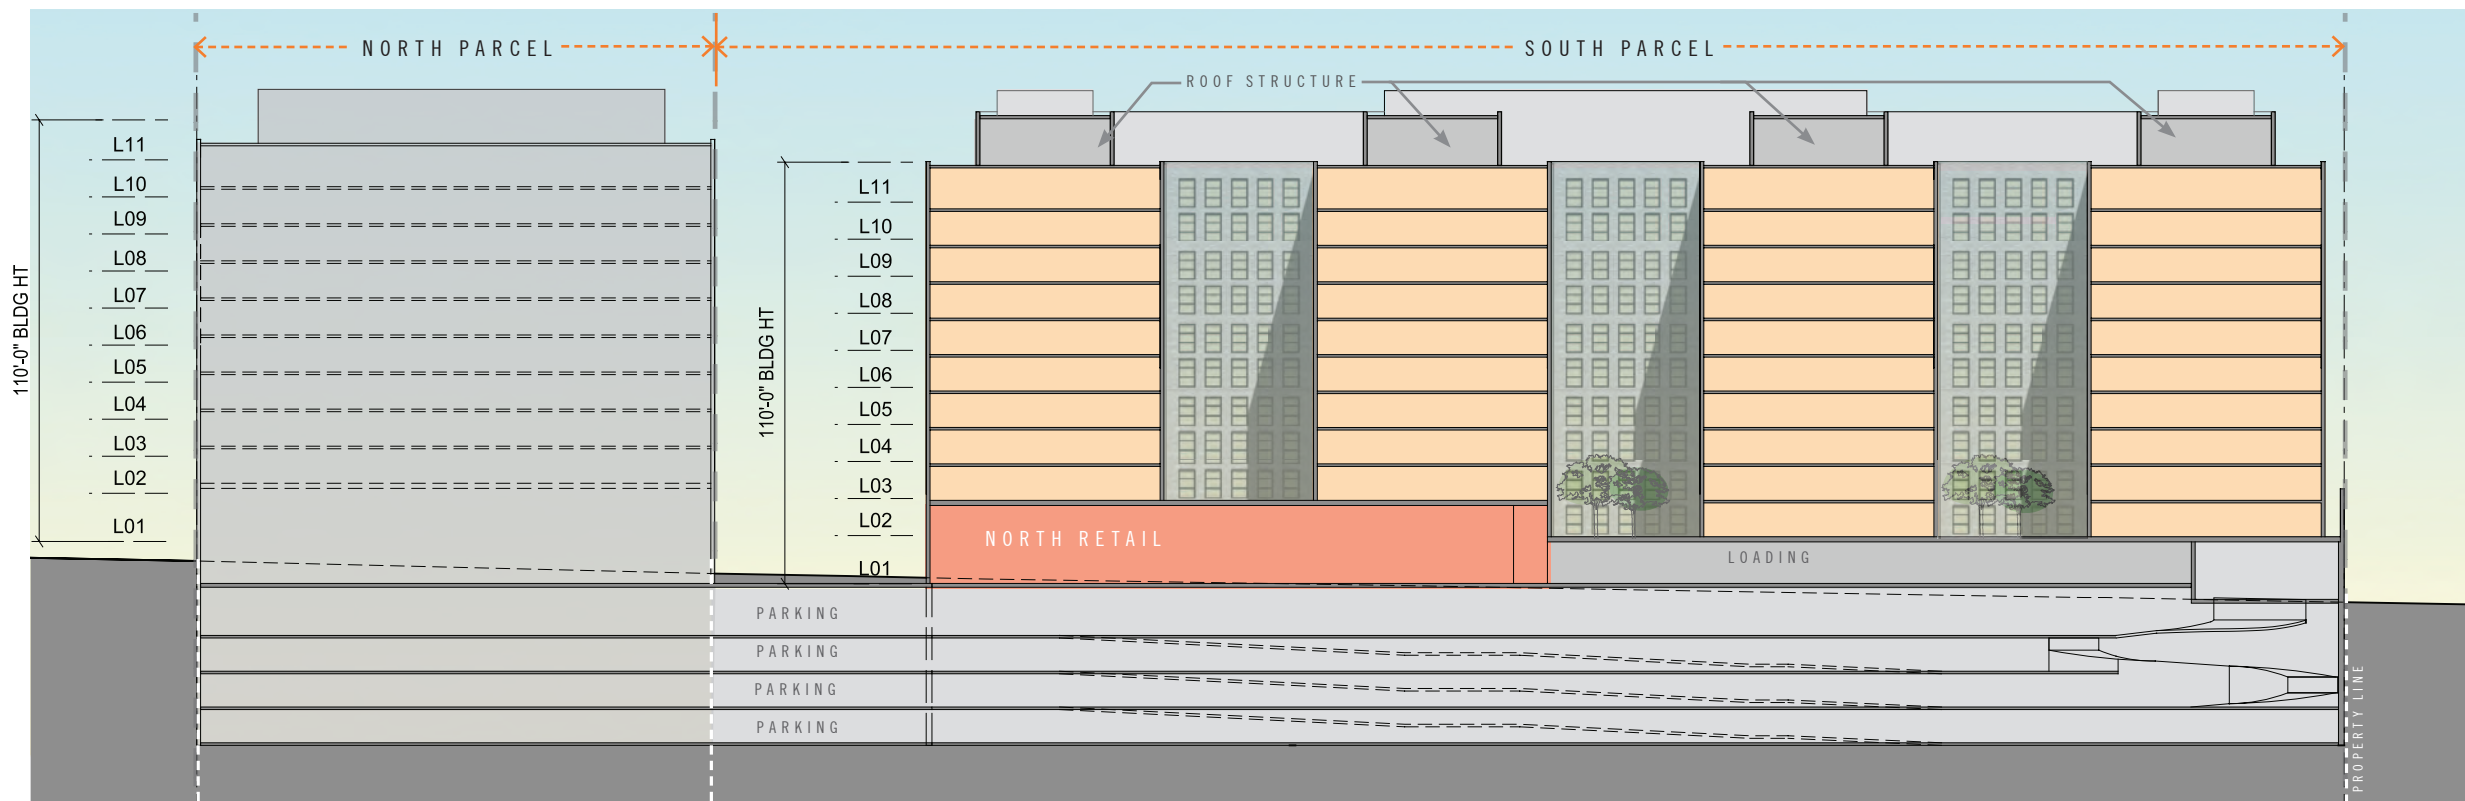 NORTH PARCEL
SOUTH PARCEL
ROOF STRUCTURE
110'-0" BLDG HT
L11
L10
L09
L08
L07
L06
L05
L04
L03
L02
L01
110'-0" BLDG HT
L11
L10
L09
L08
L07
L06
L05
L04
L03
L02
L01
NORTH RETAIL
LOADING
PARKING
PARKING
PARKING
PARKING
PROPERTY LINE